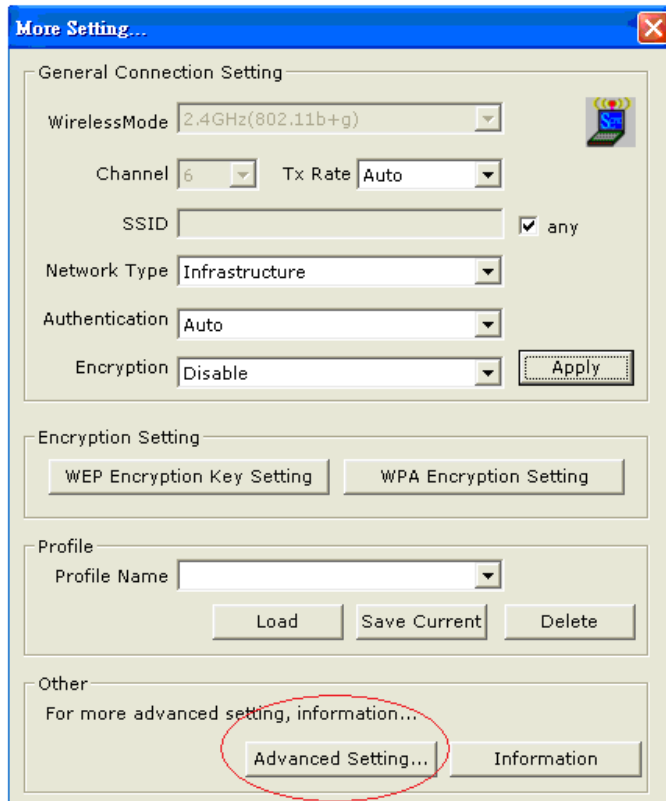 More Setting...
General Connection Setting
WirelessMode 2.4GHz(802.11b+g)
Channel 6 Tx Rate Auto
SSID any
Network Type Infrastructure
Authentication Auto
Encryption Disable Apply
Encryption Setting
WEP Encryption Key Setting WPA Encryption Setting
Profile
Profile Name
Load Save Current Delete
Other
For more advanced setting, information...
Advanced Setting... Information